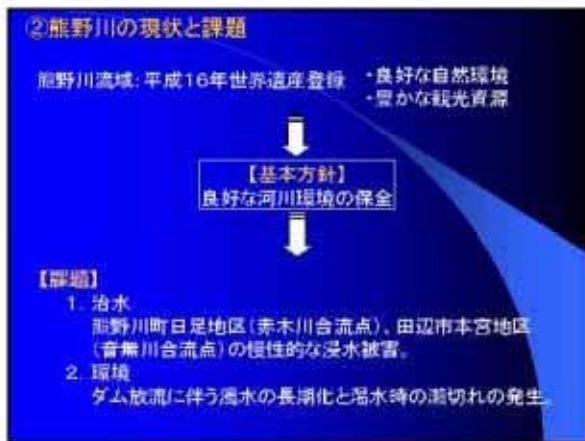 ②熊野川の現状と課題
熊野川流域:平成16年世界遺産登録 ・良好な自然環境
・豊かな観光資源
【基本方針】
良好な河川環境の保全
【課題】
1. 治水
熊野川町日足地区(赤木川合流点)、田辺市本宮地区
(音無川合流点)の慢性的な浸水被害。
2. 環境
ダム放流に伴う濁水の長期化と渇水時の瀬切れの発生。